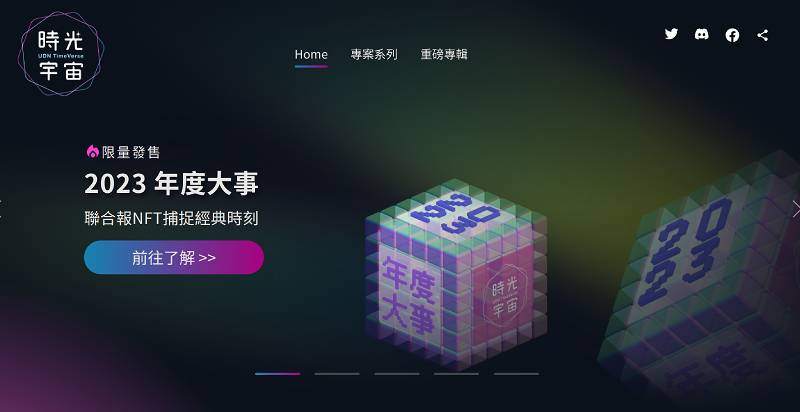 時光
UDN TimeVerse
宇宙
Home
專案系列
重磅專輯
限量發售
2023 年度大事
聯合報NFT捕捉經典時刻
前往了解 >>
2023
年度
大事
時光
宇宙
20
23
年度